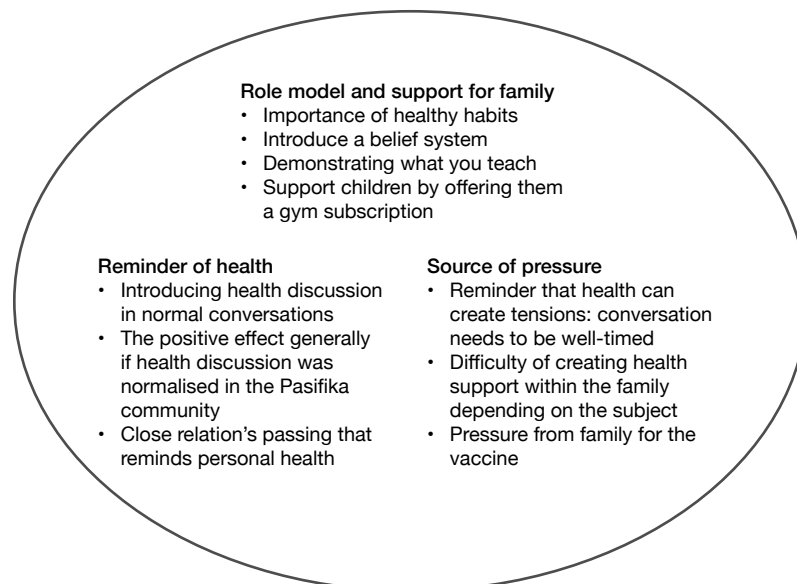 Role model and support for family
• Importance of healthy habits
• Introduce a belief system
• Demonstrating what you teach
• Support children by offering them
a gym subscription
Reminder of health
• Introducing health discussion
in normal conversations
• The positive effect generally
if health discussion was
normalised in the Pasifika
community
• Close relation's passing that
reminds personal health
Source of pressure
• Reminder that health can
create tensions: conversation
needs to be well-timed
• Difficulty of creating health
support within the family
depending on the subject
• Pressure from family for the
vaccine